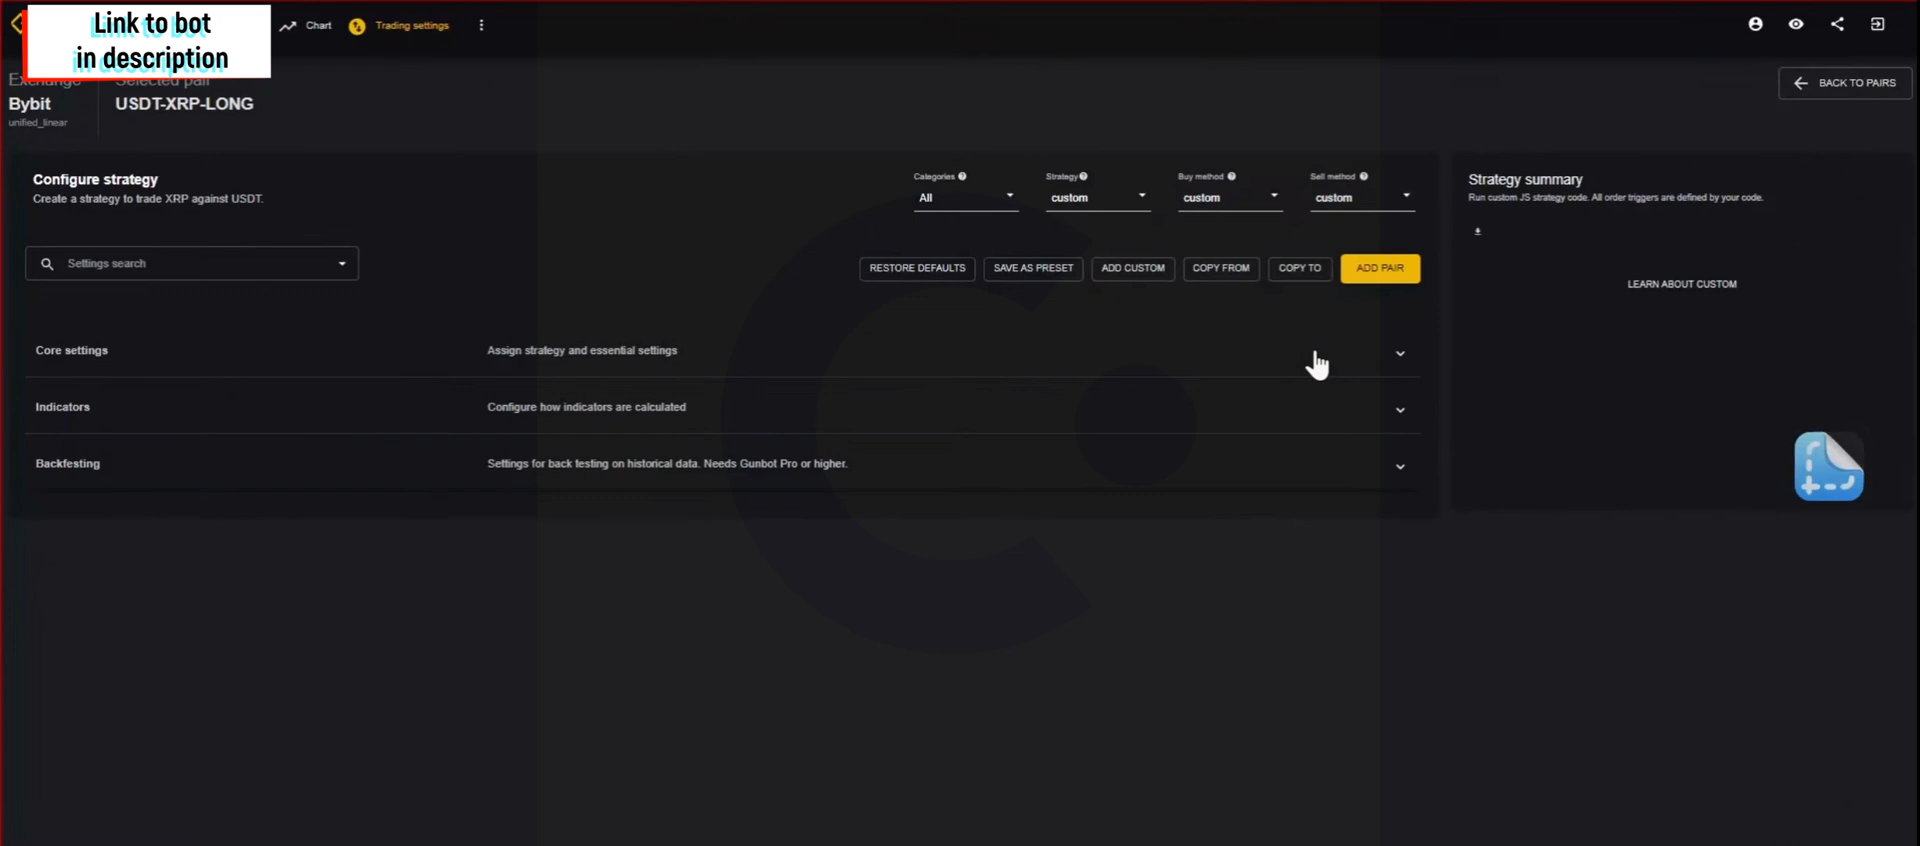 Link to bot
in description
Chart
Trading settings
Exchange
Selected pair
Bybit
USDT-XRP-LONG
unified_linear
BACK TO PAIRS
Configure strategy
Create a strategy to trade XRP against USDT.
Categories
Strategy
Buy method
Sell method
All
custom
custom
custom
Strategy summary
Run custom JS strategy code. All order triggers are defined by your code.
Settings search
RESTORE DEFAULTS
SAVE AS PRESET
ADD CUSTOM
COPY FROM
COPY TO
ADD PAIR
LEARN ABOUT CUSTOM
Core settings
Assign strategy and essential settings
Indicators
Configure how indicators are calculated
Backtesting
Settings for back testing on historical data. Needs Gunbot Pro or higher.